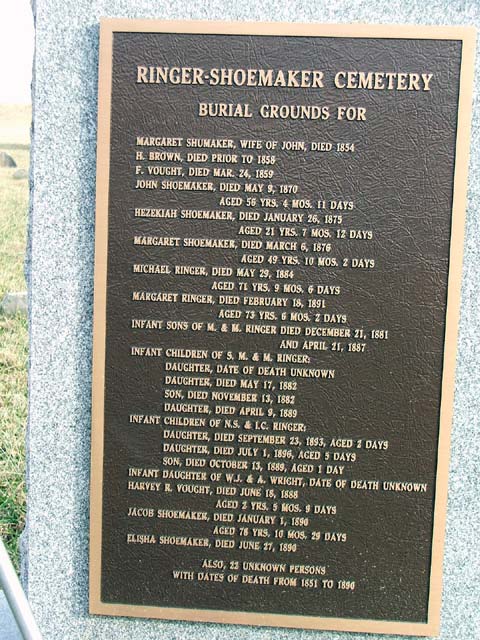 RINGER-SHOEMAKER CEMETERY
BURIAL GROUNDS FOR
MARGARET SHUMAKER, WIFE OF JOHN, DIED 1854
H. BROWN, DIED PRIOR TO 1858
F. VOUGHT, DIED MAR. 24, 1859
JOHN SHOEMAKER, DIED MAY 9, 1870
AGED 56 YRS. 4 MOS. 11 DAYS
HEZEKIAH SHOEMAKER, DIED JANUARY 26, 1875
AGED 21 YRS. 7 MOS. 12 DAYS
MARGARET SHOEMAKER, DIED MARCH 6, 1876
AGED 49 YRS. 10 MOS. 2 DAYS
MICHAEL RINGER, DIED MAY 29, 1884
AGED 71 YRS. 9 MOS. 6 DAYS
MARGARET RINGER, DIED FEBRUARY 18, 1891
AGED 73 YRS. 6 MOS. 2 DAYS
INFANT SONS OF M. & M. RINGER DIED DECEMBER 21, 1881
AND APRIL 21, 1887
INFANT CHILDREN OF S. M. & M. RINGER:
DAUGHTER, DATE OF DEATH UNKNOWN
DAUGHTER, DIED MAY 17, 1882
SON, DIED NOVEMBER 13, 1882
DAUGHTER, DIED APRIL 9, 1889
INFANT CHILDREN OF N.S. & I.C. RINGER:
DAUGHTER, DIED SEPTEMBER 23, 1893, AGED 2 DAYS
DAUGHTER, DIED JULY 1, 1896, AGED 5 DAYS
SON, DIED OCTOBER 13, 1889, AGED 1 DAY
INFANT DAUGHTER OF W.J. & A. WRIGHT, DATE OF DEATH UNKNOWN
HARVEY R. VOUGHT, DIED JUNE 18, 1888
AGED 2 YRS. 5 MOS. 9 DAYS
JACOB SHOEMAKER, DIED JANUARY 1, 1890
AGED 76 YRS. 10 MOS. 29 DAYS
ELISHA SHOEMAKER, DIED JUNE 27, 1890
ALSO, 22 UNKNOWN PERSONS
WITH DATES OF DEATH FROM 1851 TO 1896